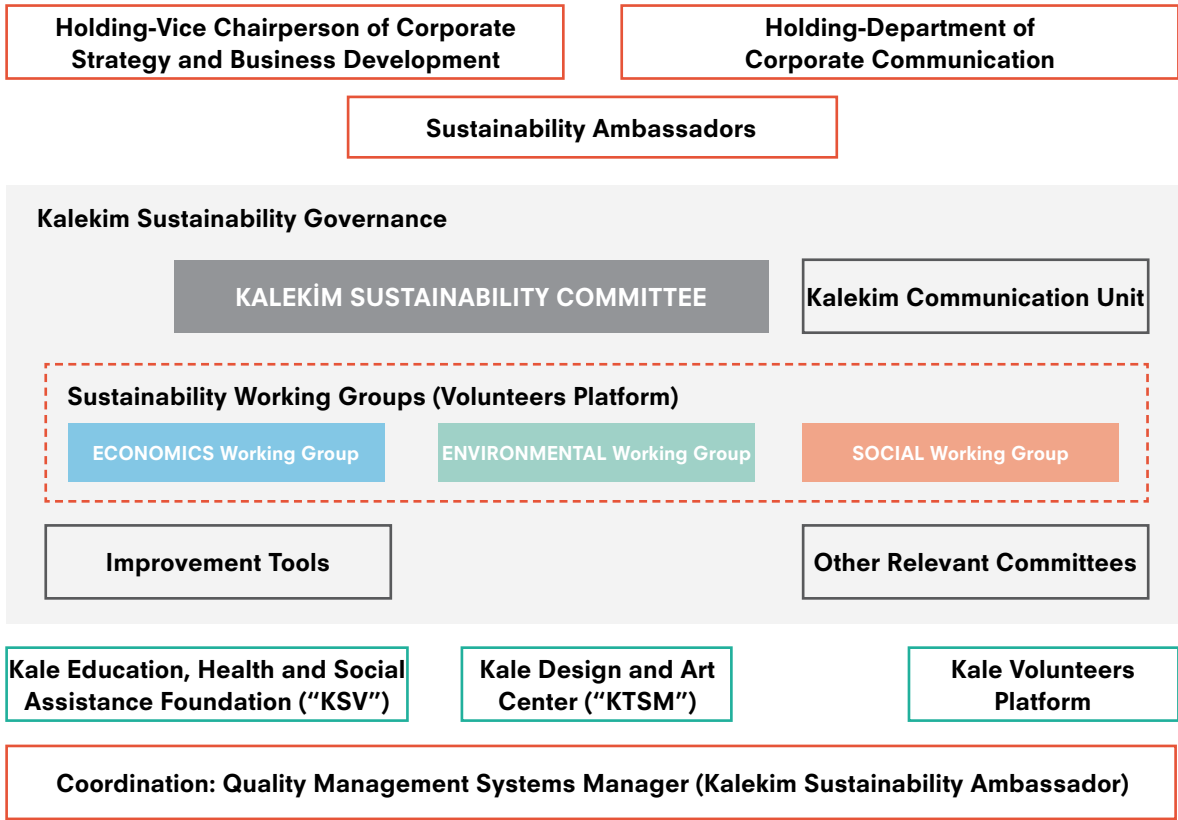 Holding-Vice Chairperson of Corporate
Strategy and Business Development
Holding-Department of
Corporate Communication
Sustainability Ambassadors
Kalekim Sustainability Governance
KALEKİM SUSTAINABILITY COMMITTEE
Kalekim Communication Unit
Sustainability Working Groups (Volunteers Platform)
ECONOMICS Working Group
ENVIRONMENTAL Working Group
SOCIAL Working Group
Improvement Tools
Other Relevant Committees
Kale Education, Health and Social
Assistance Foundation (“KSV”)
Kale Design and Art
Center (“KTSM”)
Kale Volunteers
Platform
Coordination: Quality Management Systems Manager (Kalekim Sustainability Ambassador)